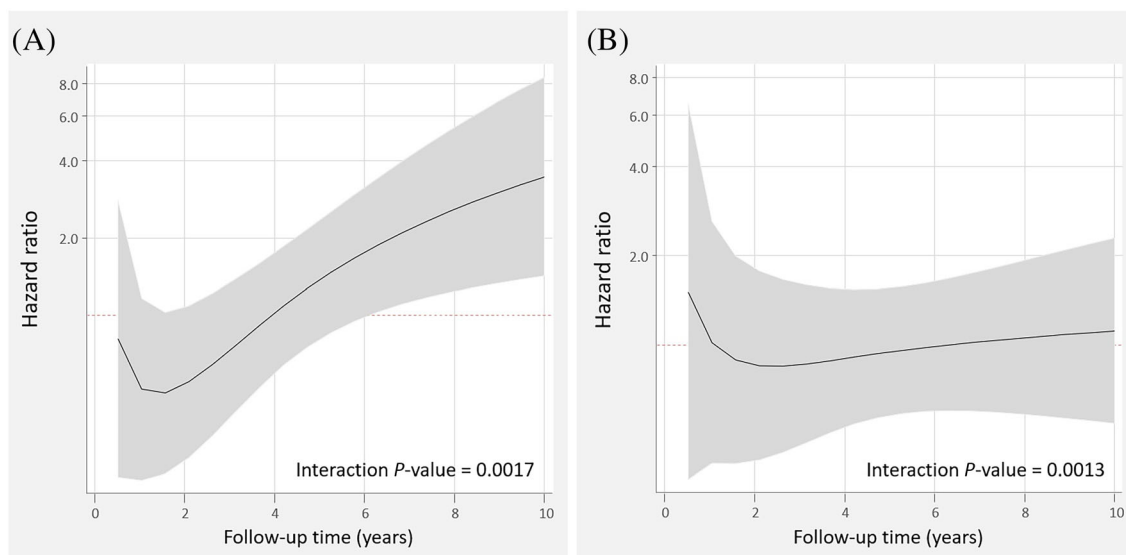 (A)
8.0
6.0
4.0
2.0
Hazard ratio
Interaction P-value = 0.0017
0 2 4 6 8 10
Follow-up time (years)
(B)
8.0
6.0
4.0
2.0
Hazard ratio
Interaction P-value = 0.0013
0 2 4 6 8 10
Follow-up time (years)